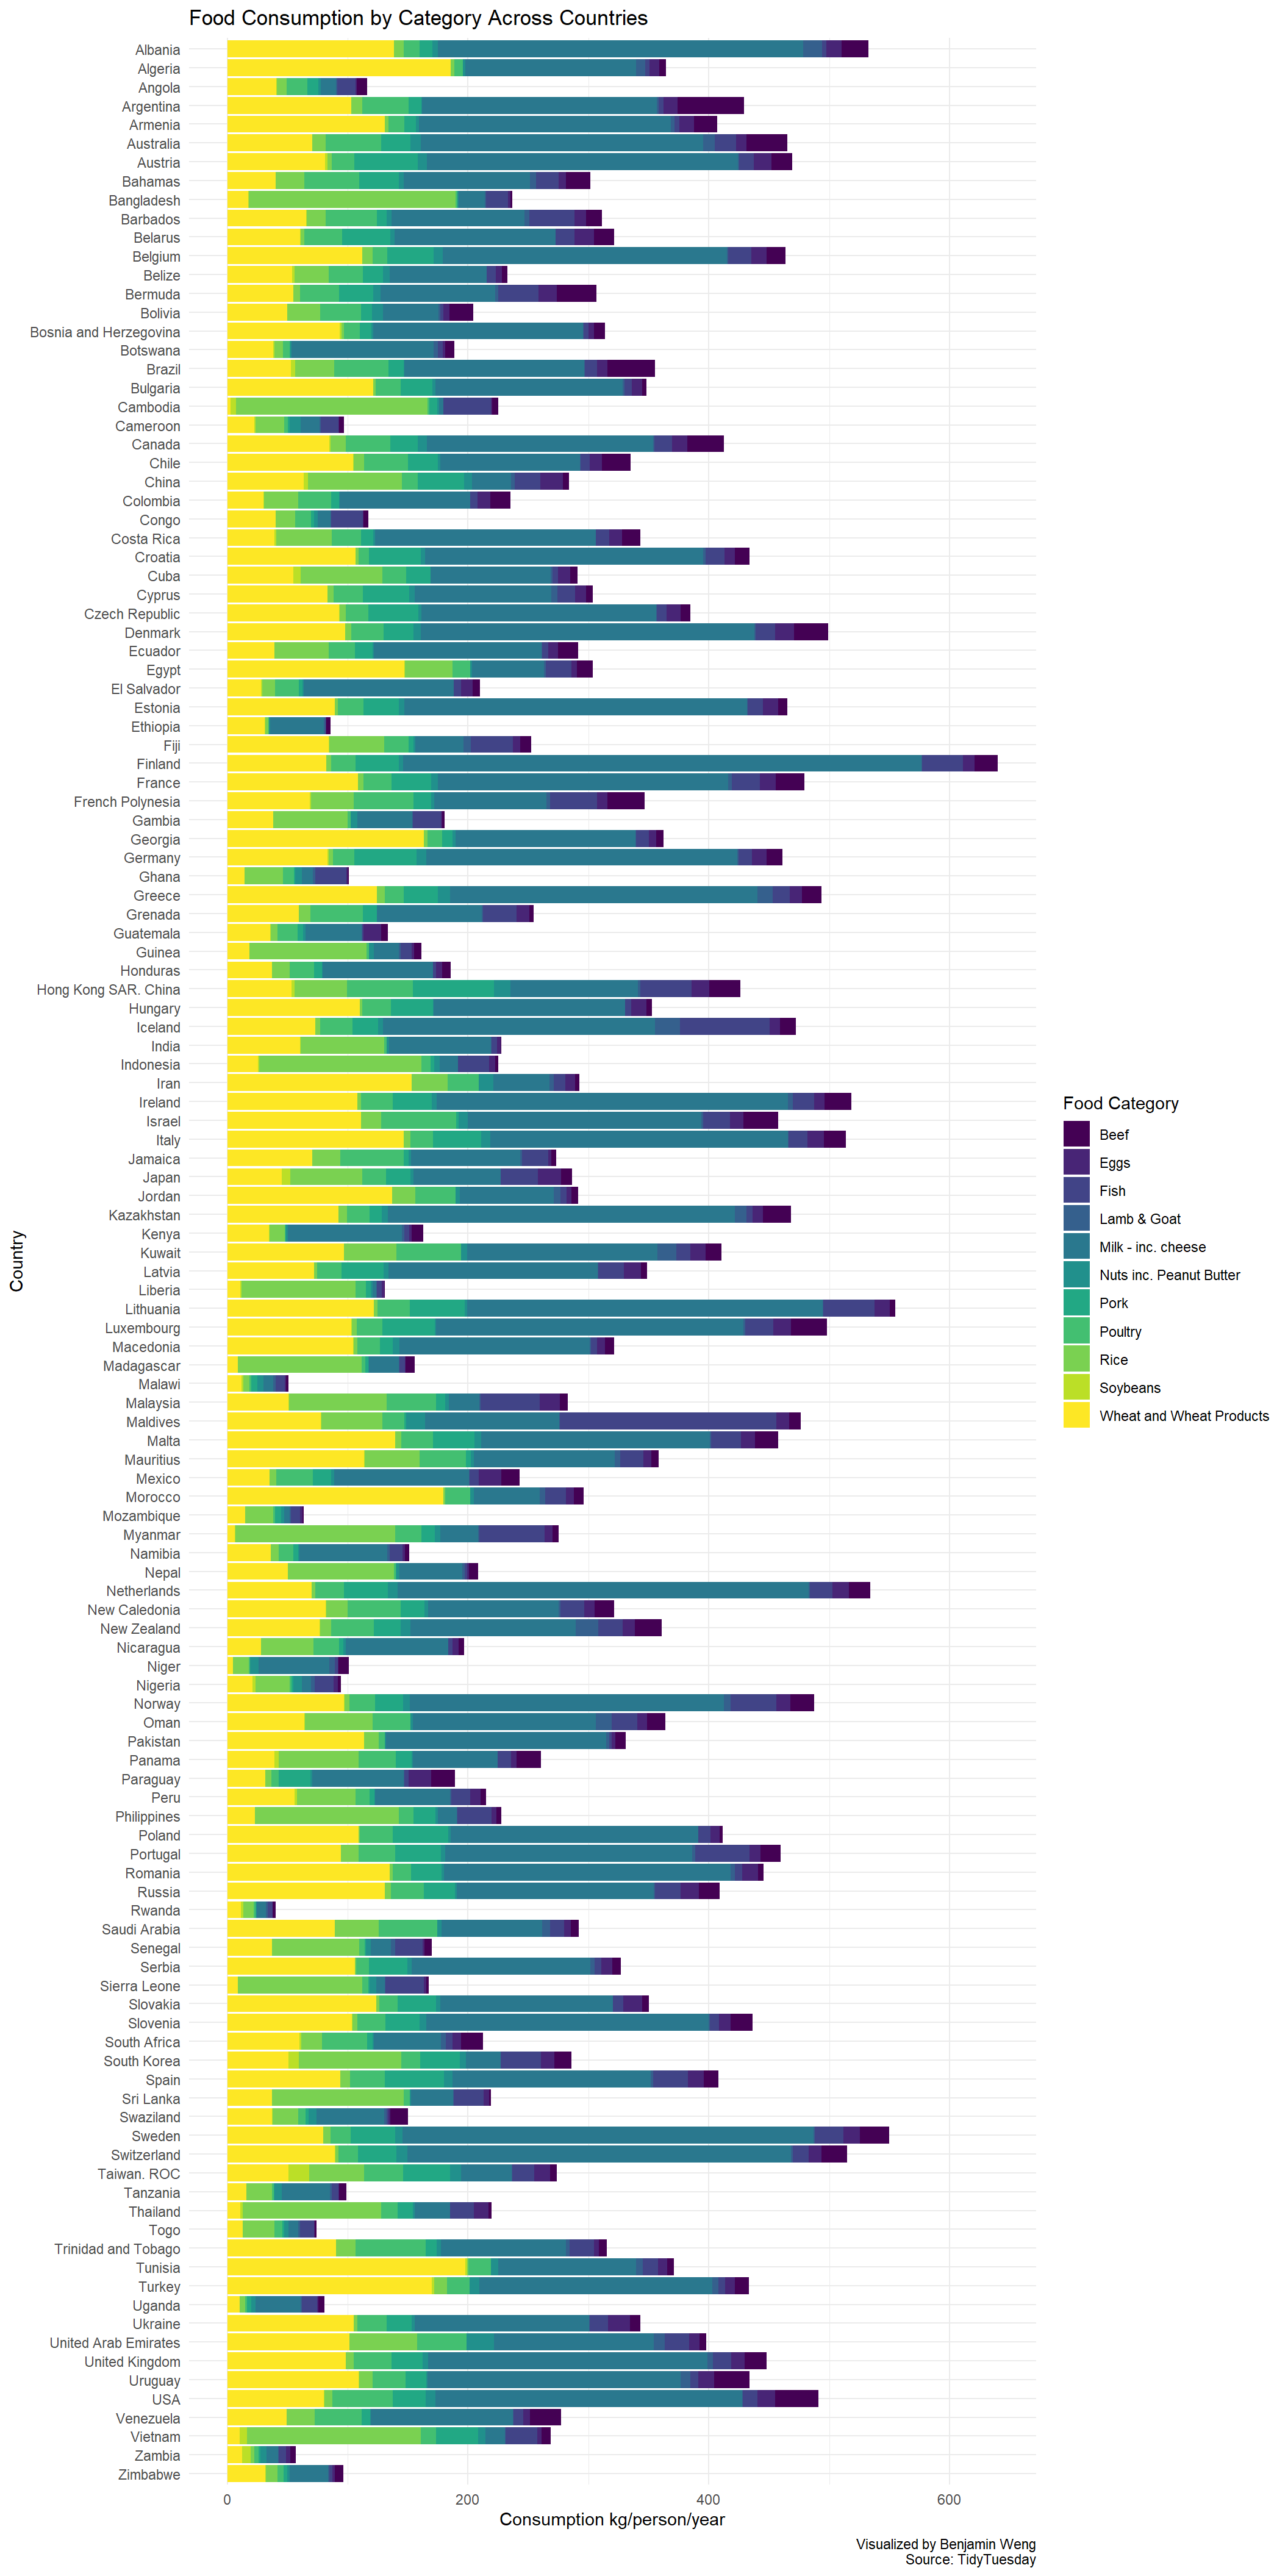 Food Consumption by Category Across Countries
Albania
Algeria
Angola
Argentina
Armenia
Australia
Austria
Bahamas
Bangladesh
Barbados
Belarus
Belgium
Belize
Bermuda
Bolivia
Bosnia and Herzegovina
Botswana
Brazil
Bulgaria
Cambodia
Cameroon
Canada
Chile
China
Colombia
Congo
Costa Rica
Croatia
Cuba
Cyprus
Czech Republic
Denmark
Ecuador
Egypt
El Salvador
Estonia
Ethiopia
Fiji
Finland
France
French Polynesia
Gambia
Georgia
Germany
Ghana
Greece
Grenada
Guatemala
Guinea
Honduras
Hong Kong SAR. China
Hungary
Iceland
India
Indonesia
Iran
Ireland
Israel
Italy
Jamaica
Japan
Jordan
Kazakhstan
Kenya
Kuwait
Latvia
Liberia
Lithuania
Luxembourg
Macedonia
Madagascar
Malawi
Malaysia
Maldives
Malta
Mauritius
Mexico
Morocco
Mozambique
Myanmar
Namibia
Nepal
Netherlands
New Caledonia
New Zealand
Nicaragua
Niger
Nigeria
Norway
Oman
Pakistan
Panama
Paraguay
Peru
Philippines
Poland
Portugal
Romania
Russia
Rwanda
Saudi Arabia
Senegal
Serbia
Sierra Leone
Slovakia
Slovenia
South Africa
South Korea
Spain
Sri Lanka
Swaziland
Sweden
Switzerland
Taiwan. ROC
Tanzania
Thailand
Togo
Trinidad and Tobago
Tunisia
Turkey
Uganda
Ukraine
United Arab Emirates
United Kingdom
Uruguay
USA
Venezuela
Vietnam
Zambia
Zimbabwe
Country
0 200 400 600
Consumption kg/person/year
Food Category
Beef
Eggs
Fish
Lamb & Goat
Milk - inc. cheese
Nuts inc. Peanut Butter
Pork
Poultry
Rice
Soybeans
Wheat and Wheat Products
Visualized by Benjamin Weng
Source: TidyTuesday